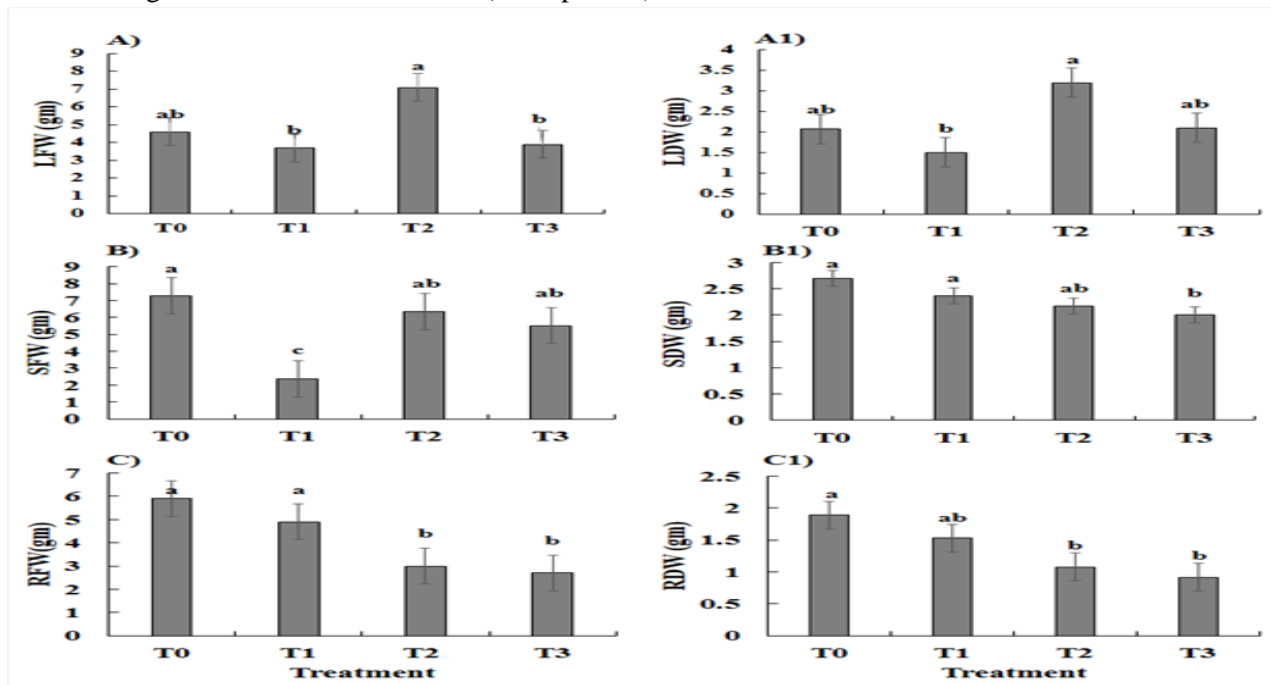 A)
9
8
7
6
5
4
3
2
1
0
LFW (gm)
ab
b
a
b
T0 T1 T2 T3
A1)
4
3.5
3
2.5
2
1.5
1
0.5
0
LDW (gm)
ab
b
a
ab
T0 T1 T2 T3
B)
9
8
7
6
5
4
3
2
1
0
SFW (gm)
a
c
ab
ab
T0 T1 T2 T3
B1)
3
2.5
2
1.5
1
0.5
0
SDW (gm)
a
a
ab
b
T0 T1 T2 T3
C)
7
6
5
4
3
2
1
0
RFW(gm)
a
a
b
b
T0 T1 T2 T3
Treatment
C1)
2.5
2
1.5
1
0.5
0
RDW (gm)
a
ab
b
b
T0 T1 T2 T3
Treatment